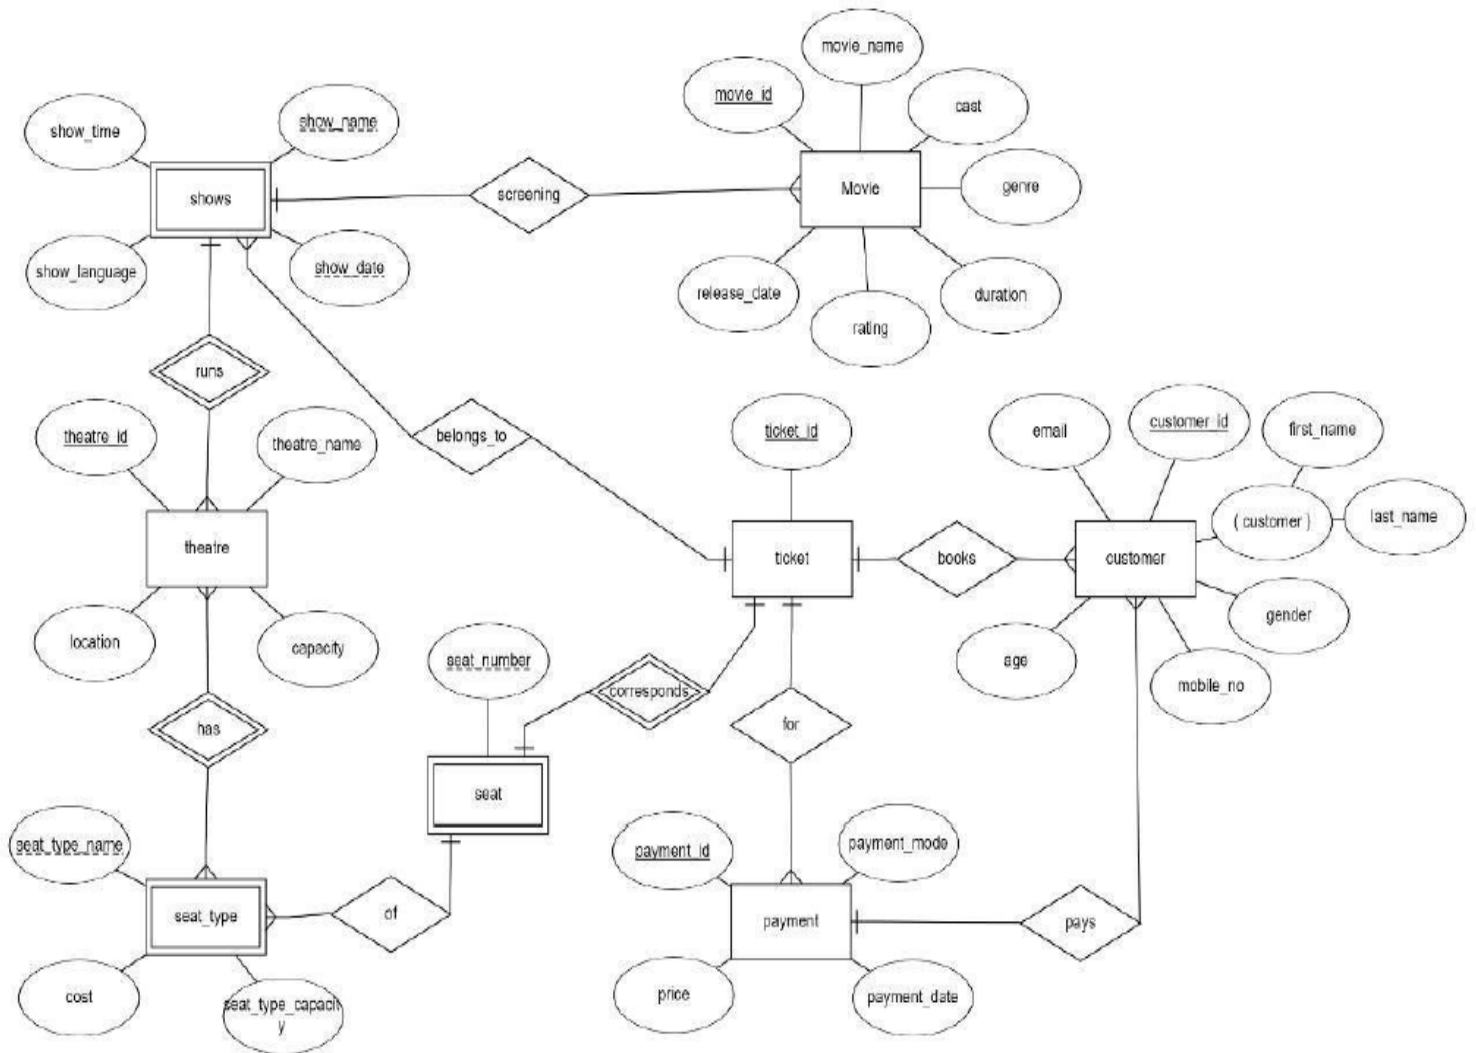 movie_name
movie_id
cast
show_time
show_name
shows
screening
Movie
genre
show_language
show_date
release_date
rating
duration
runs
theatre_id
theatre_name
belongs_to
ticket_id
email
customer_id
first_name
( customer )
last_name
theatre
ticket
books
customer
location
capacity
seat_number
corresponds
age
mobile_no
gender
has
for
seat
seat_type_name
payment_id
payment_mode
seat_type
of
payment
pays
cost
seat_type_capacit
y
price
payment_date